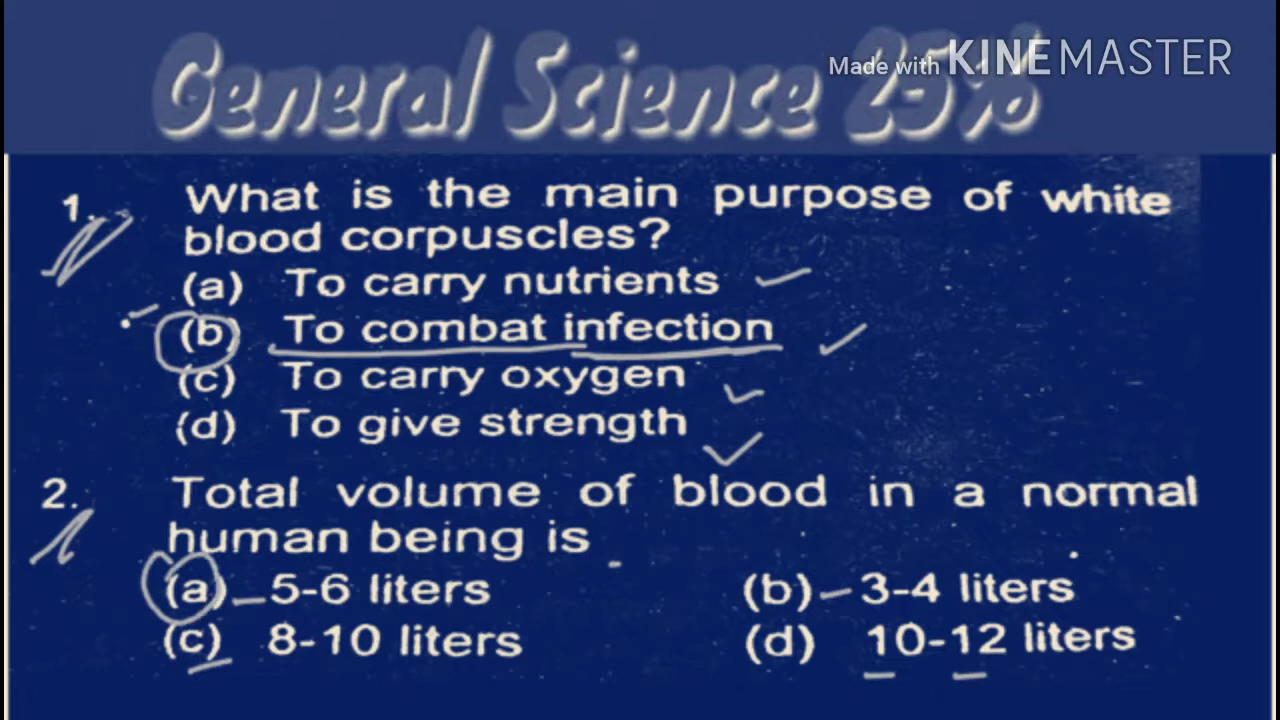 General Science 25%
Made with KINEMASTER
1. What is the main purpose of white
blood corpuscles?
(a) To carry nutrients
(b) To combat infection
(c) To carry oxygen
(d) To give strength
2. Total volume of blood in a normal
human being is
(a) 5-6 liters (b) 3-4 liters
(c) 8-10 liters (d) 10-12 liters